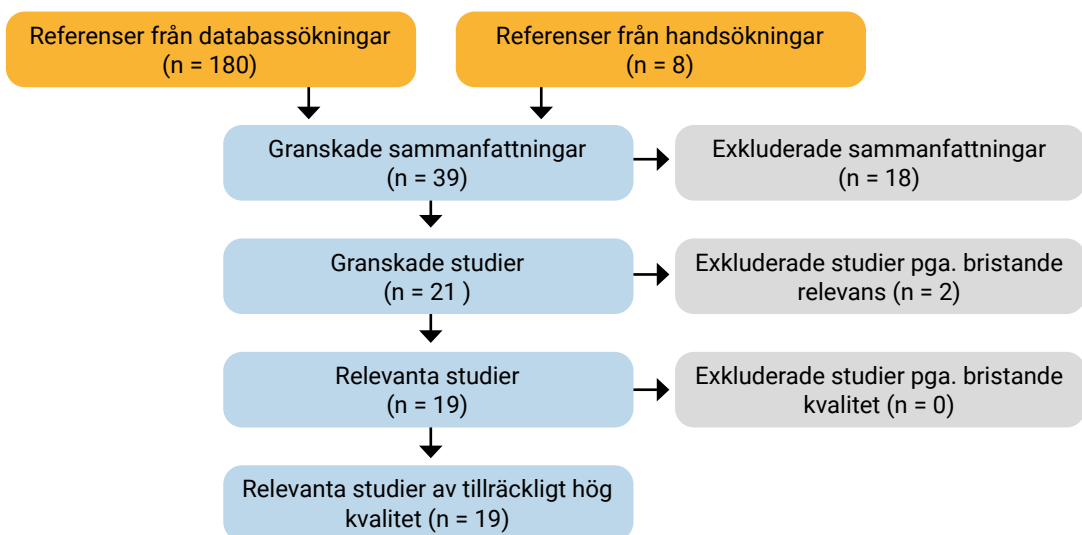 Referenser från databassökningar
(n = 180)
Referenser från handsökningar
(n = 8)
Granskade sammanfattningar
(n = 39)
Exkluderade sammanfattningar
(n = 18)
Granskade studier
(n = 21 )
Exkluderade studier pga. bristande
relevans (n = 2)
Relevanta studier
(n = 19)
Exkluderade studier pga. bristande
kvalitet (n = 0)
Relevanta studier av tillräckligt hög
kvalitet (n = 19)